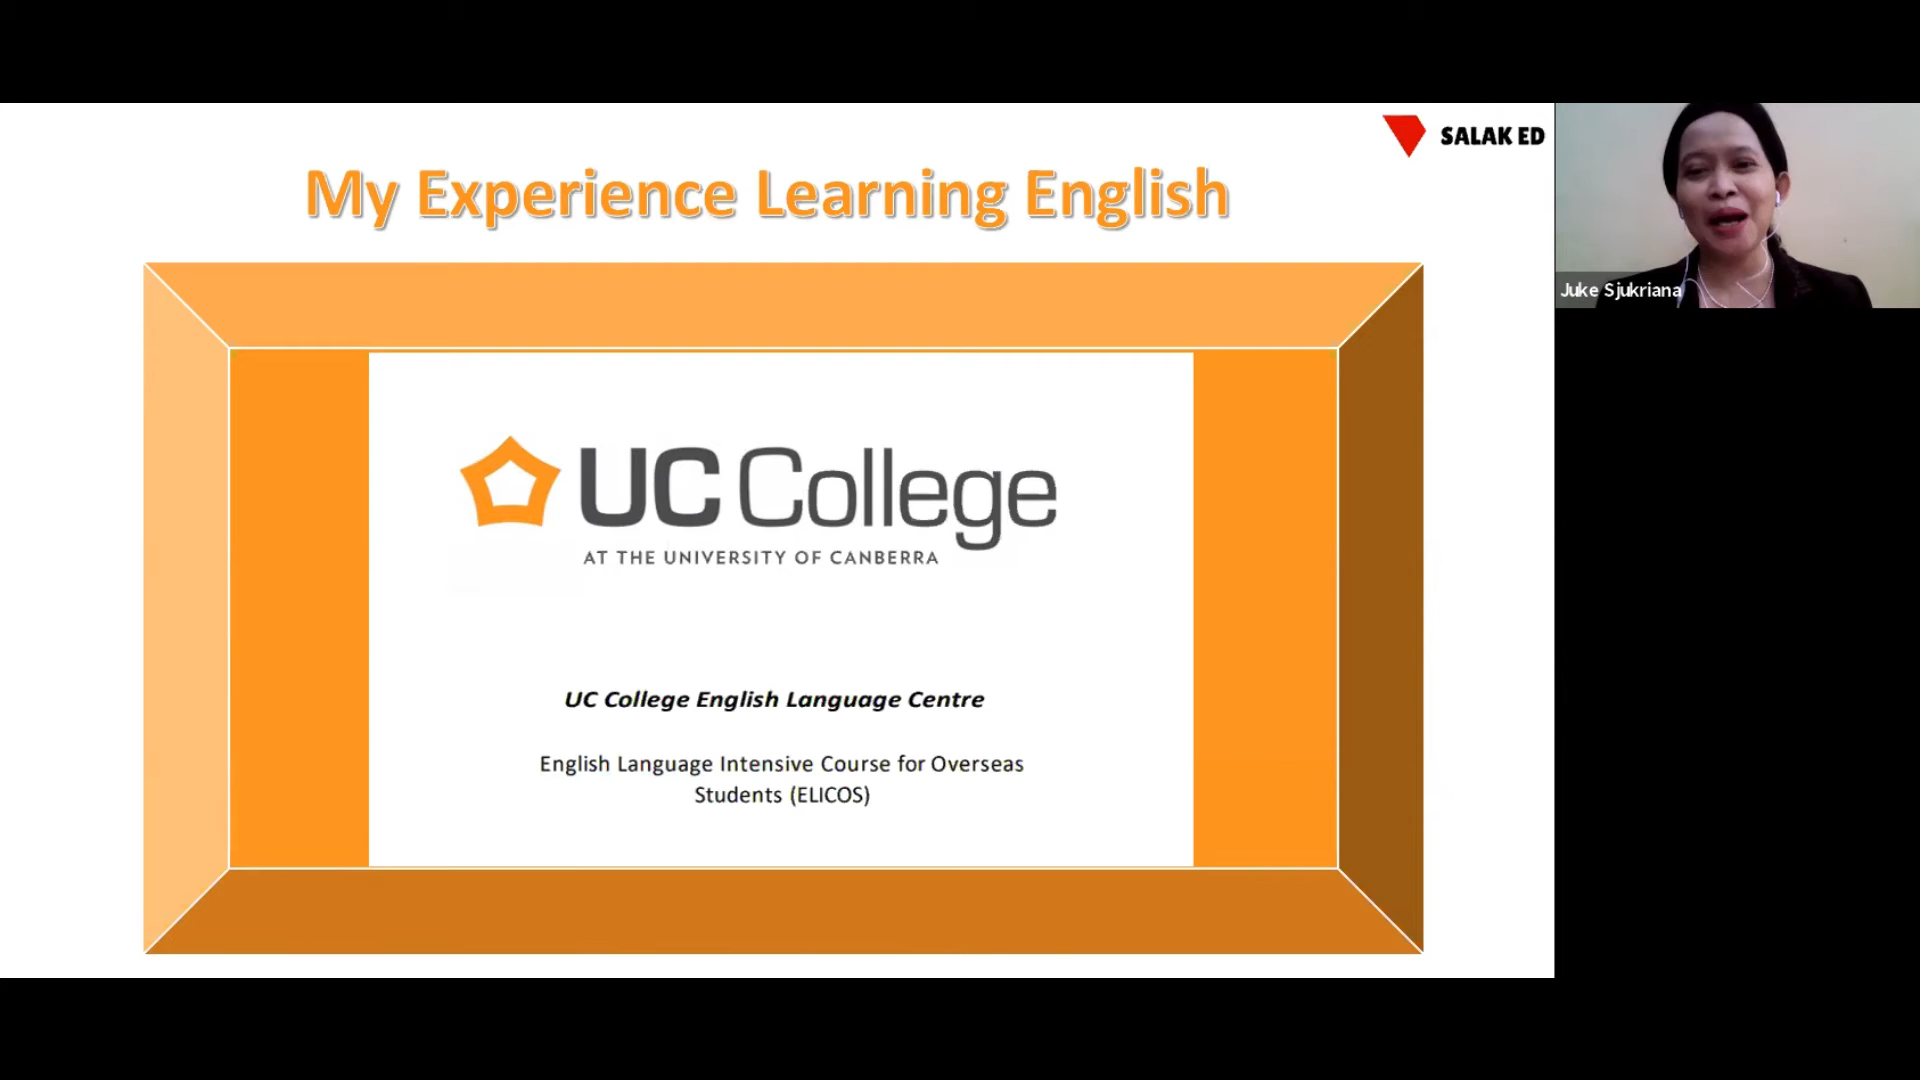 SALAK ED
My Experience Learning English
Juke Sjukriana
UC College
AT THE UNIVERSITY OF CANBERRA
UC College English Language Centre
English Language Intensive Course for Overseas
Students (ELICOS)